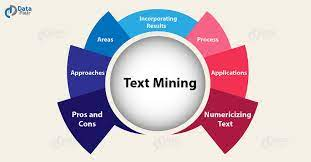 Data
Flair
Incorporating
Results
Areas
Process
Approaches
Applications
Text Mining
Pros and
Cons
Numericizing
Text